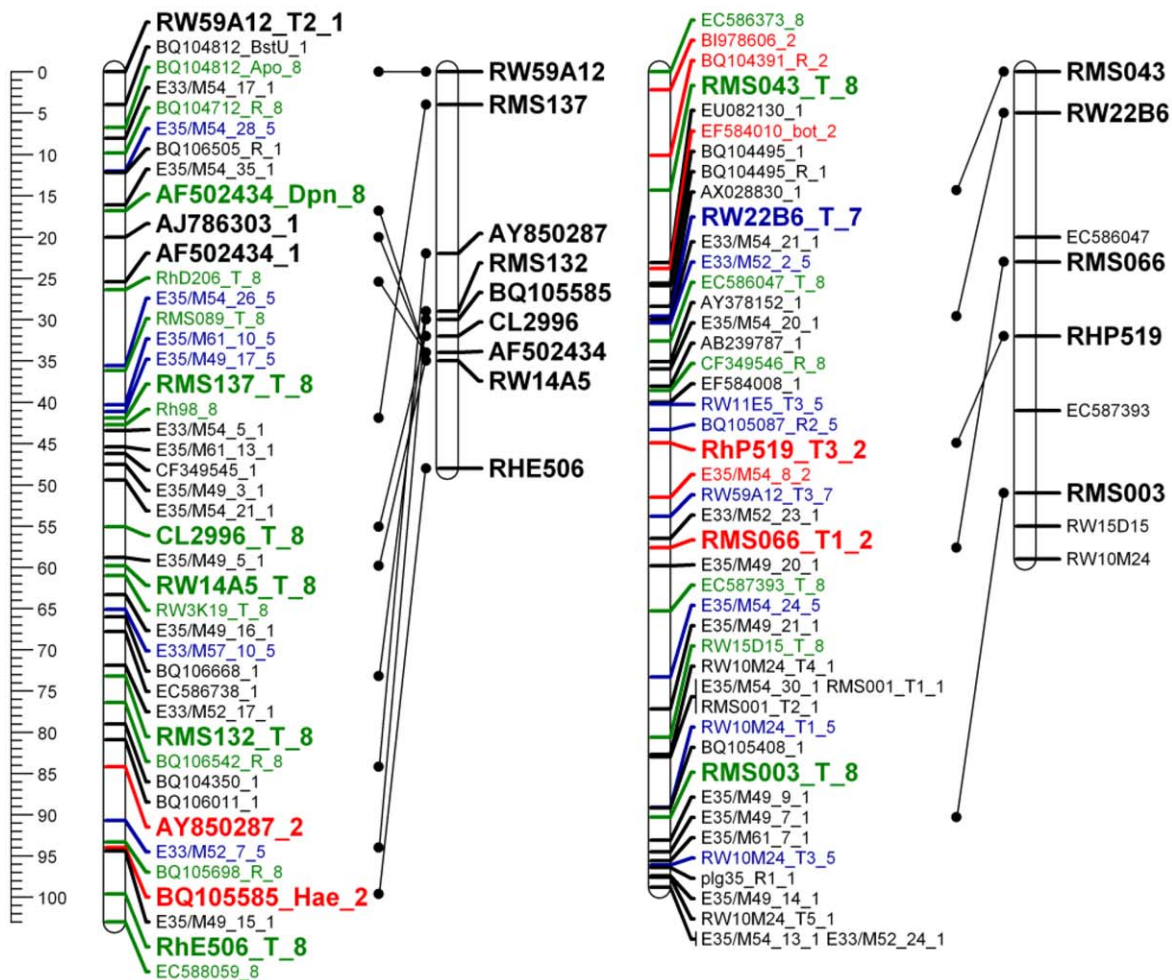 0
5
10
15
20
25
30
35
40
45
50
55
60
65
70
75
80
85
90
95
100
RW59A12_T2_1
BQ104812_BstU_1
BQ104812_Apo_8
E33/M54_17_1
BQ104712_R_8
E35/M54_28_5
BQ106505_R_1
E35/M54_35_1
AF502434_Dpn_8
AJ786303_1
AF502434_1
RhD206_T_8
E35/M54_26_5
RMS089_T_8
E35/M61_10_5
E35/M49_17_5
RMS137_T_8
Rh98_8
E33/M54_5_1
E35/M61_13_1
CF349545_1
E35/M49_3_1
E35/M54_21_1
CL2996_T_8
E35/M49_5_1
RW14A5_T_8
RW3K19_T_8
E35/M49_16_1
E33/M57_10_5
BQ106668_1
EC586738_1
E33/M52_17_1
RMS132_T_8
BQ106542_R_8
BQ104350_1
BQ106011_1
AY850287_2
E33/M52_7_5
BQ105698_R_8
BQ105585_Hae_2
E35/M49_15_1
RhE506_T_8
EC588059_8
RW59A12
RMS137
AY850287
RMS132
BQ105585
CL2996
AF502434
RW14A5
RHE506
EC586373_8
BI978606_2
BQ104391_R_2
RMS043_T_8
EU082130_1
EF584010_bot_2
BQ104495_1
BQ104495_R_1
AX028830_1
RW22B6_T_7
E33/M54_21_1
E33/M52_2_5
EC586047_T_8
AY378152_1
E35/M54_20_1
AB239787_1
CF349546_R_8
EF584008_1
RW11E5_T3_5
BQ105087_R2_5
RhP519_T3_2
E35/M54_8_2
RW59A12_T3_7
E33/M52_23_1
RMS066_T1_2
E35/M49_20_1
EC587393_T_8
E35/M54_24_5
E35/M49_21_1
RW15D15_T_8
RW10M24_T4_1
E35/M54_30_1 RMS001_T1_1
RMS001_T2_1
RW10M24_T1_5
BQ105408_1
RMS003_T_8
E35/M49_9_1
E35/M49_7_1
E35/M61_7_1
RW10M24_T3_5
plg35_R1_1
E35/M49_14_1
RW10M24_T5_1
E35/M54_13_1 E33/M52_24_1
RMS043
RW22B6
EC586047
RMS066
RHP519
EC587393
RMS003
RW15D15
RW10M24